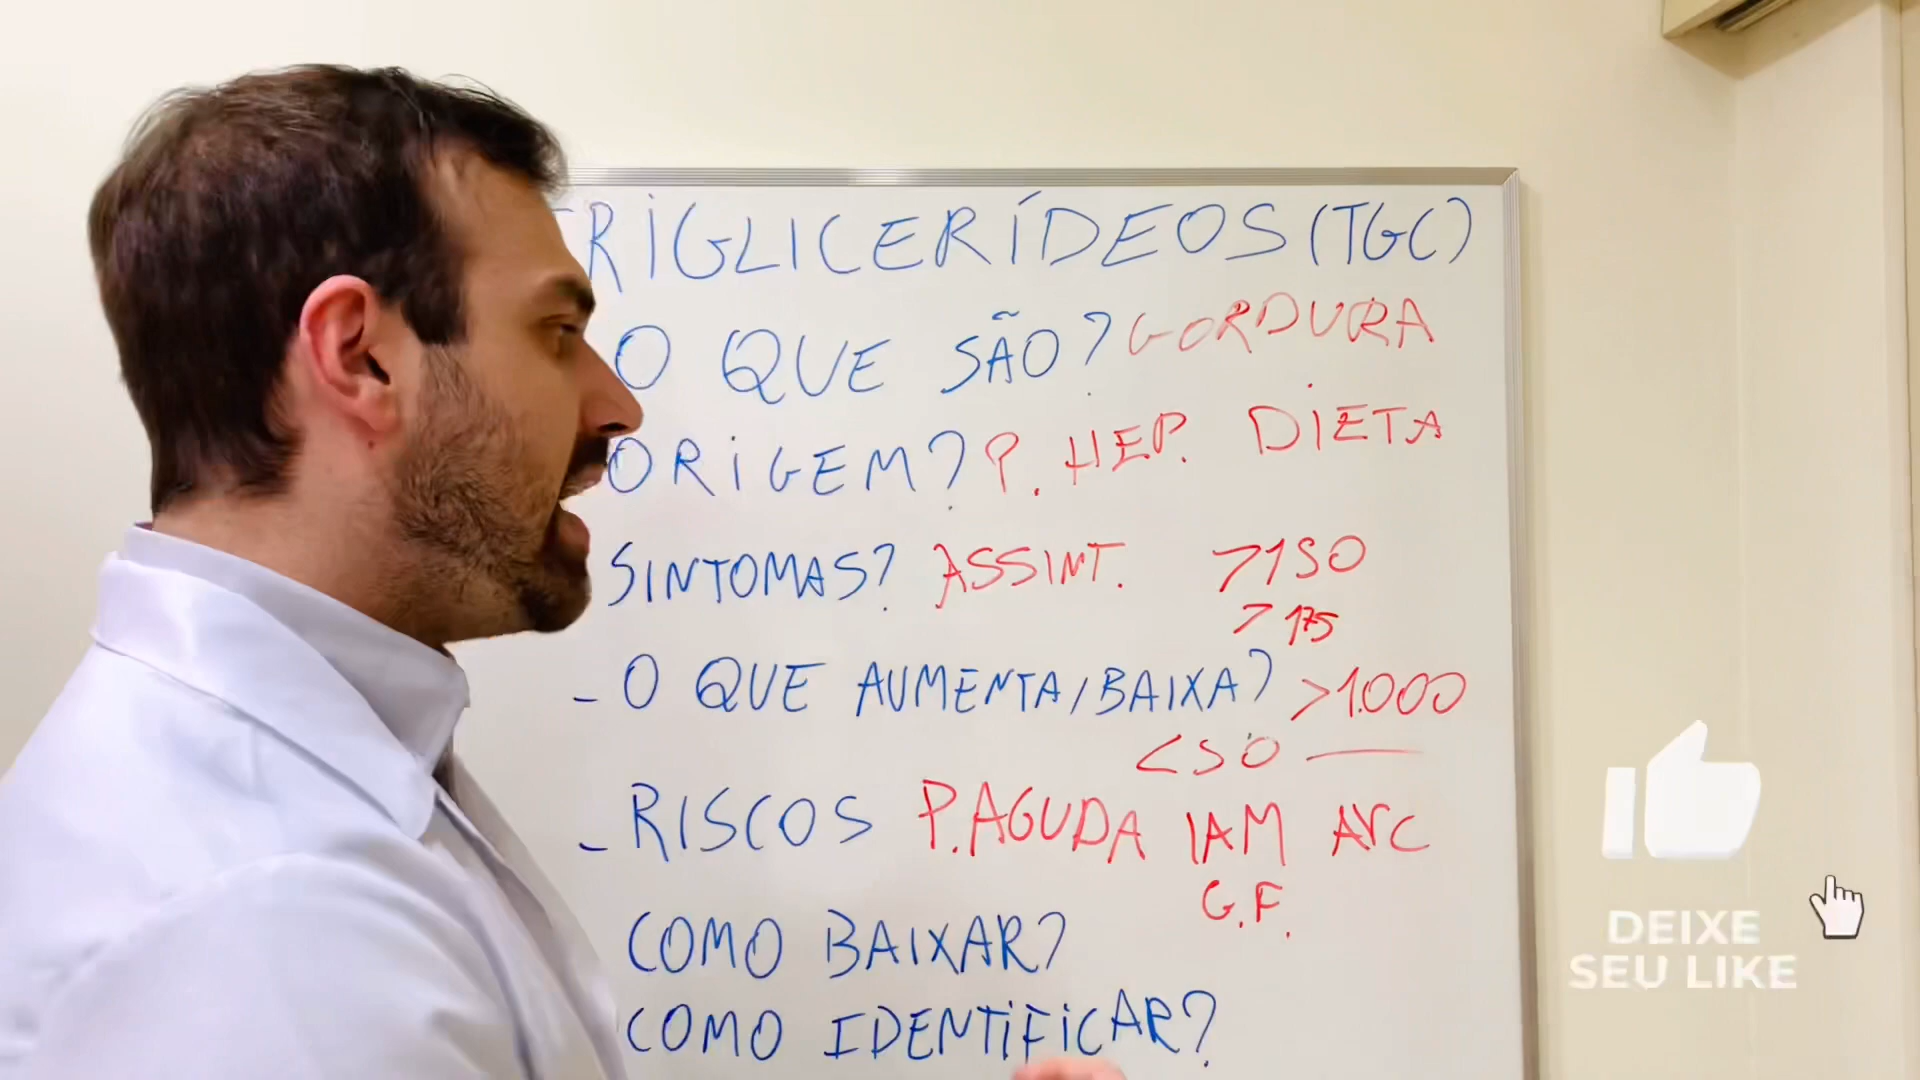 TRIGLICERÍDEOS (TGC)
O QUE SÃO? GORDURA
ORIGEM? P. HEP. DIETA
SINTOMAS? ASSINT. >150
>175
- O QUE AUMENTA/BAIXA? >1.000
<50 —
- RISCOS P. AGUDA IAM AVC
G.F.
COMO BAIXAR?
COMO IDENTIFICAR?
DEIXE
SEU LIKE